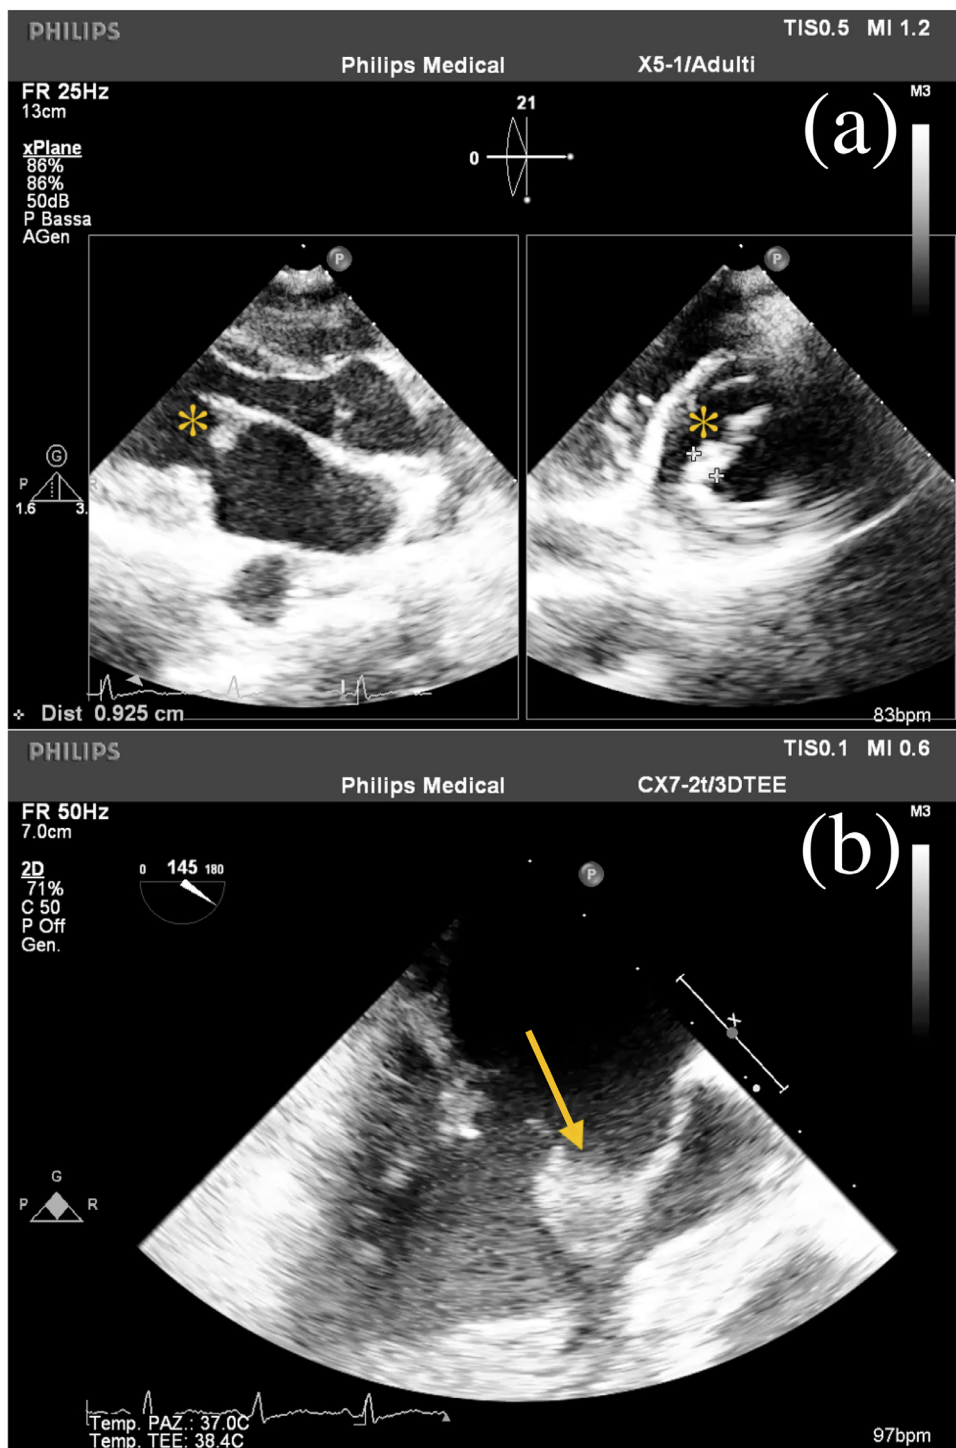 PHILIPS
TIS0.5 MI 1.2
Philips Medical X5-1/Adulti
FR 25Hz
13cm
xPlane
86%
86%
50dB
P Bassa
AGen
21
0
(a)
M3
P
P
G
P R
1.6 3.
Dist 0.925 cm
83bpm
PHILIPS
TIS0.1 MI 0.6
Philips Medical CX7-2t/3DTEE
FR 50Hz
7.0cm
2D
71%
C 50
P Off
Gen.
0 145 180
P
(b)
M3
X
G
P R
Temp. PAZ.: 37.0C
Temp. TEE: 38.4C
97bpm